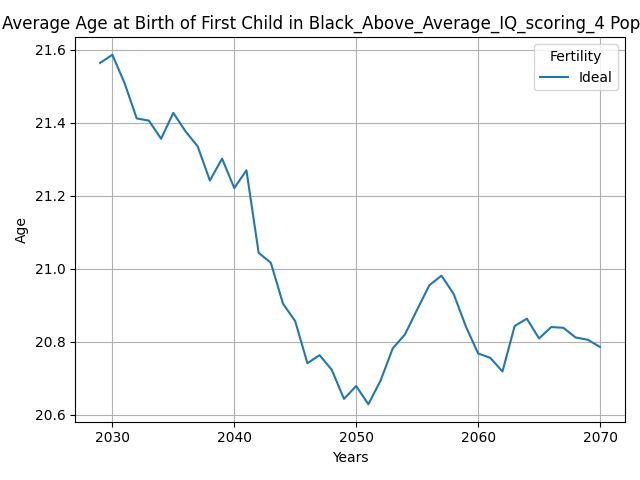 Average Age at Birth of First Child in Black_Above_Average_IQ_scoring_4 Pop
21.6
21.4
21.2
21.0
20.8
20.6
Age
Fertility
Ideal
2030 2040 2050 2060 2070
Years